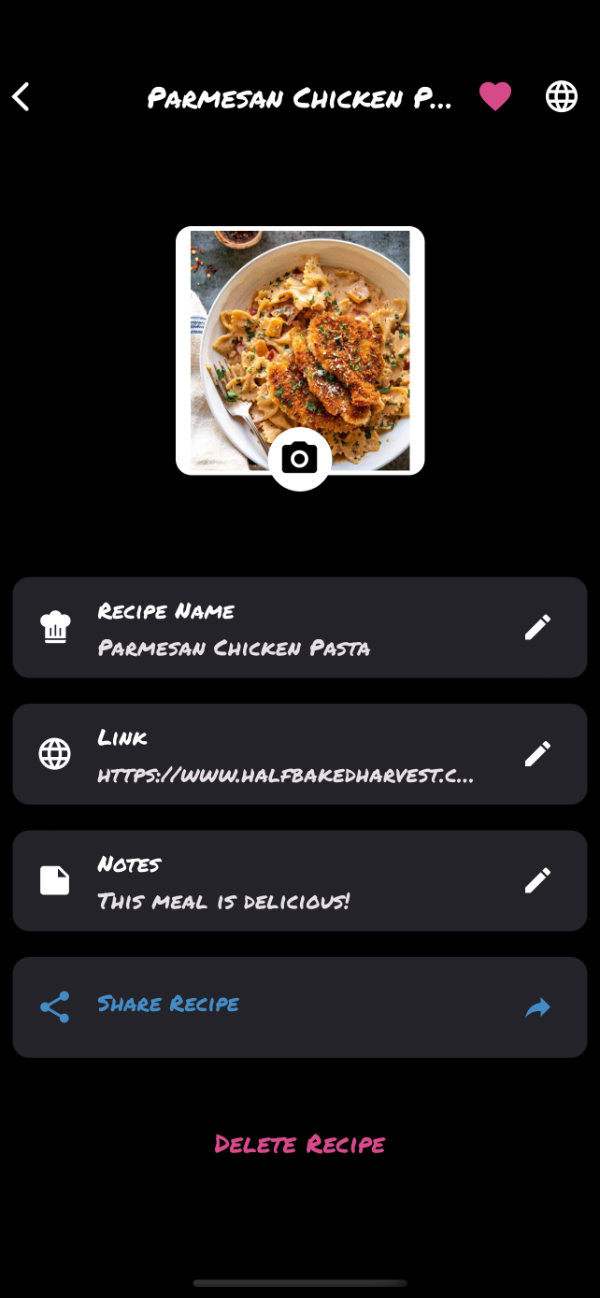 Parmesan Chicken P...
Recipe Name
Parmesan Chicken Pasta
Link
https://www.halfbakedharvest.c...
Notes
This meal is delicious!
Share Recipe
Delete Recipe